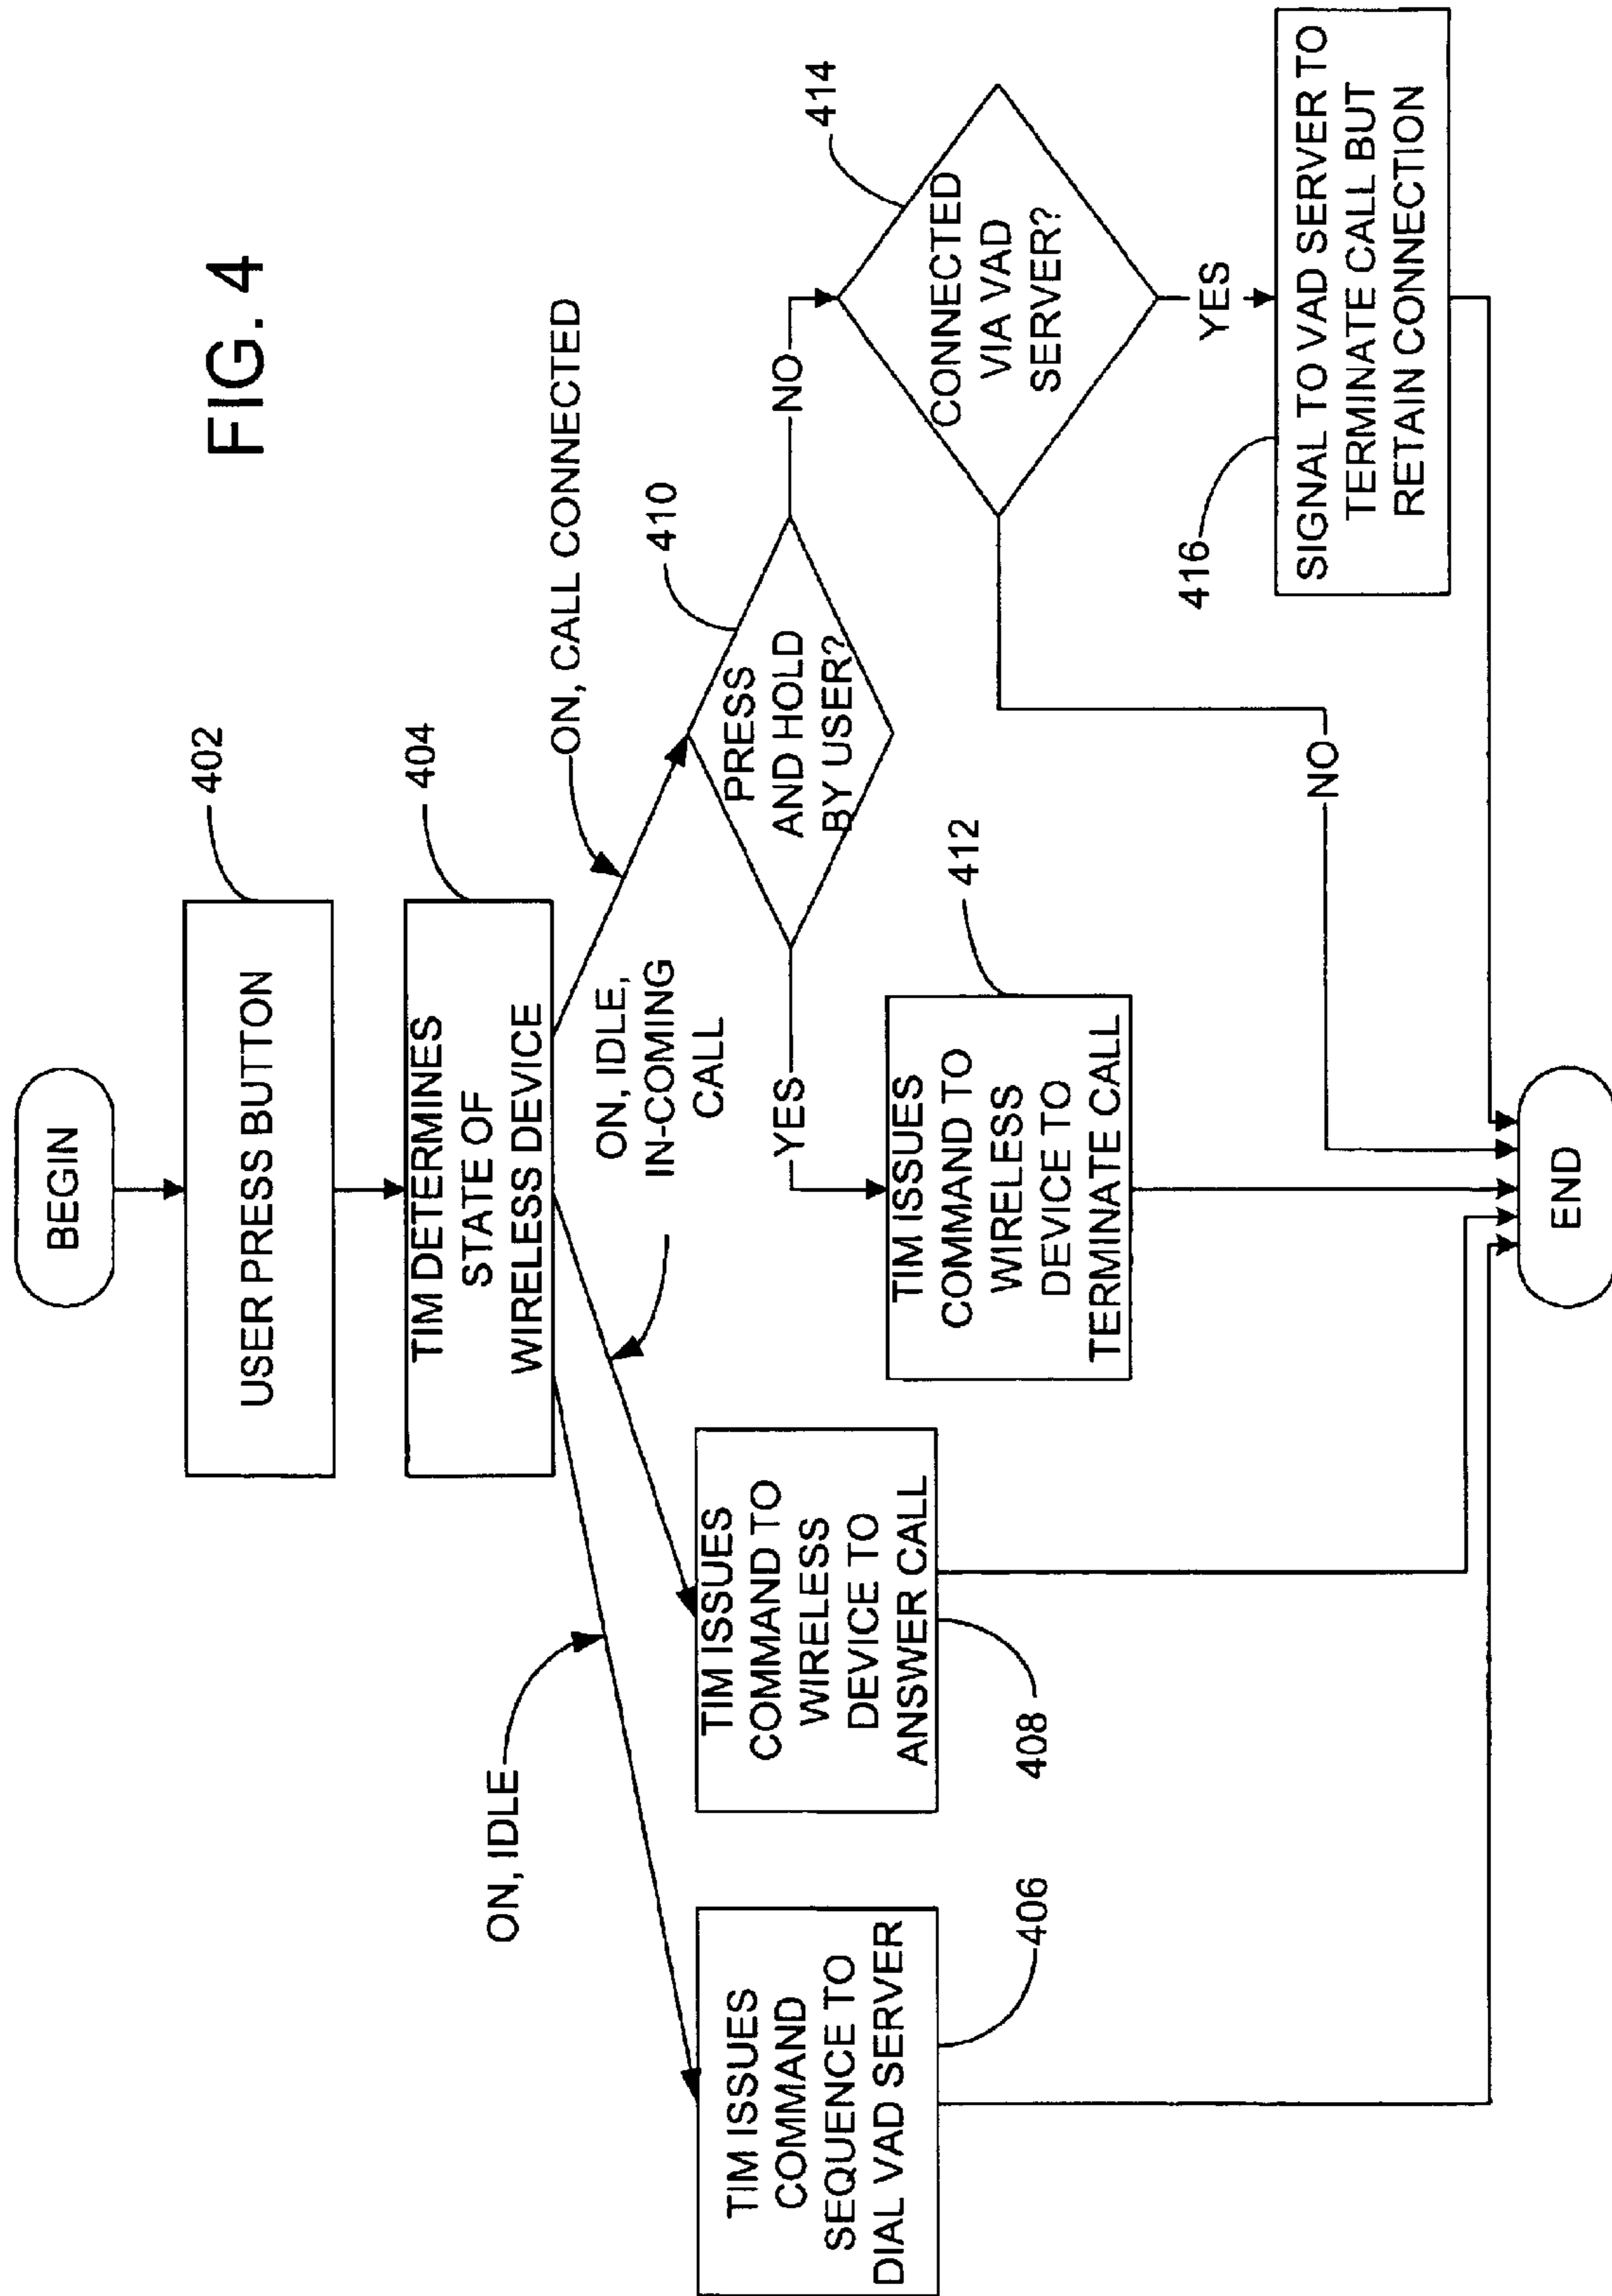 FIG. 4
BEGIN
402
USER PRESS BUTTON
404
TIM DETERMINES
STATE OF
WIRELESS DEVICE
ON, IDLE
ON, IDLE,
IN-COMING
CALL
ON, CALL CONNECTED
TIM ISSUES
COMMAND
SEQUENCE TO
DIAL VAD SERVER
406
TIM ISSUES
COMMAND TO
WIRELESS
DEVICE TO
ANSWER CALL
408
410
PRESS
AND HOLD
BY USER?
YES
NO
412
TIM ISSUES
COMMAND TO
WIRELESS
DEVICE TO
TERMINATE CALL
414
CONNECTED
VIA VAD
SERVER?
NO
YES
416
SIGNAL TO VAD SERVER TO
TERMINATE CALL BUT
RETAIN CONNECTION
END